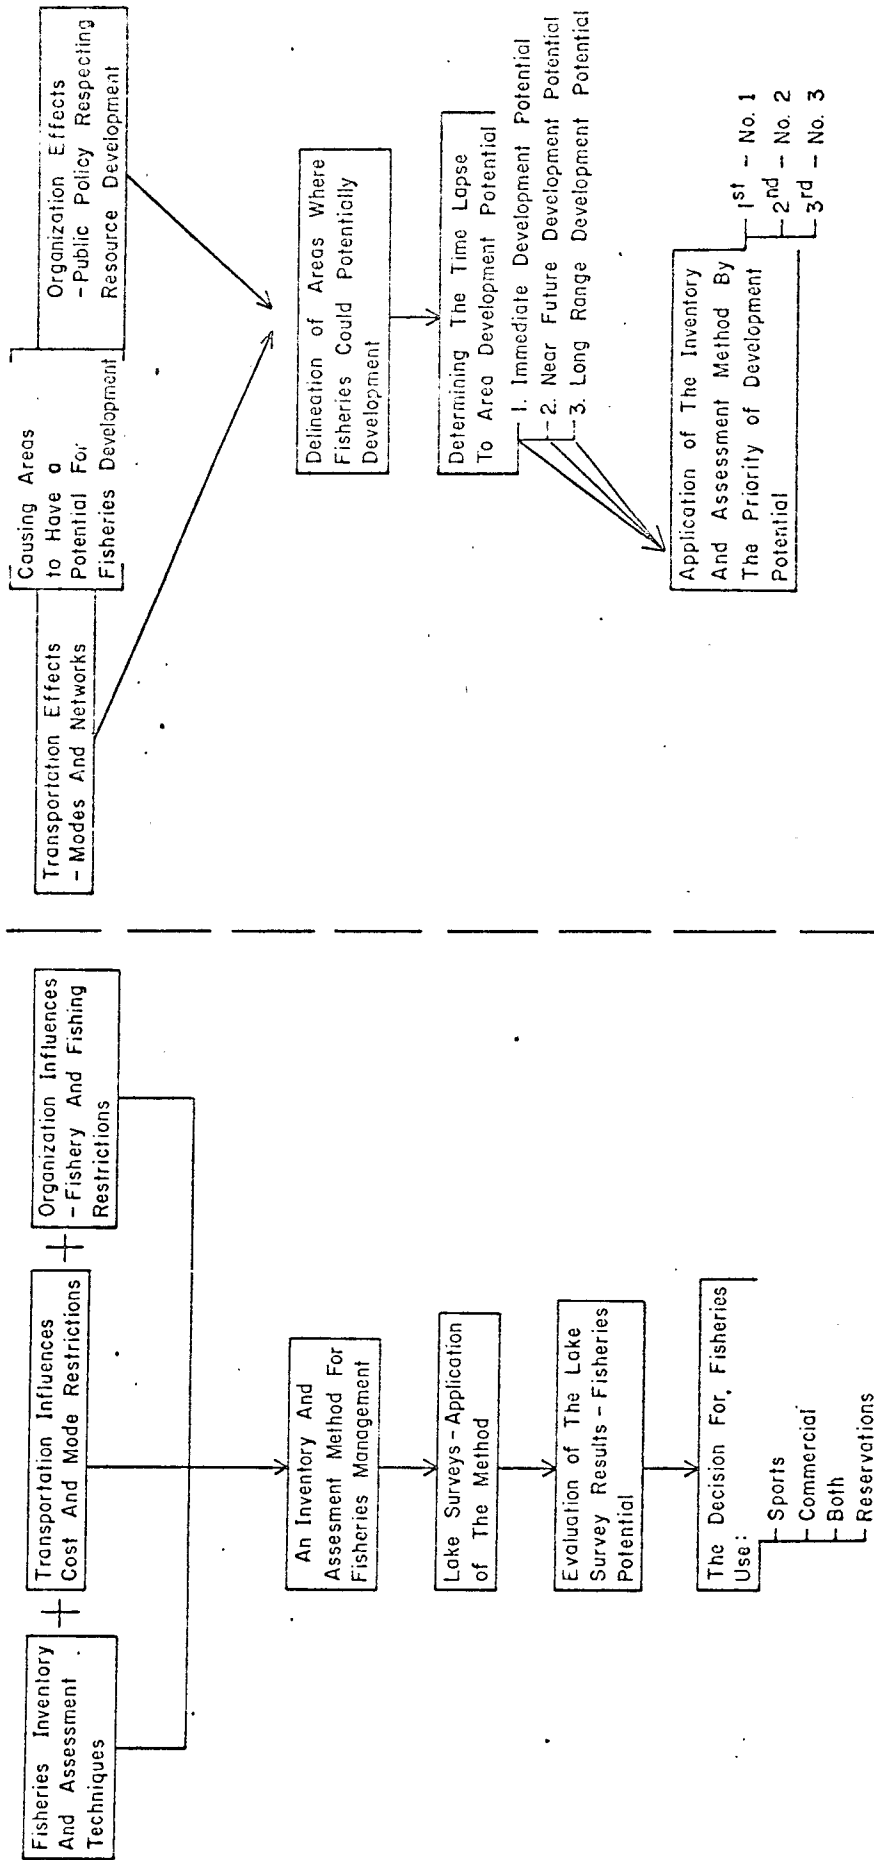 Fisheries Inventory
And Assessment
Techniques
+
Transportation Influences
Cost And Mode Restrictions
+
Organization Influences
- Fishery And Fishing
Restrictions
An Inventory And
Assesment Method For
Fisheries Management
Lake Surveys - Application
of The Method
Evaluation of The Lake
Survey Results - Fisheries
Potential
The Decision For, Fisheries
Use:
Sports
Commercial
Both
Reservations
Transportation Effects
- Modes And Networks
Causing Areas
to Have a
Potential For
Fisheries Development
Organization Effects
- Public Policy Respecting
Resource Development
Delineation of Areas Where
Fisheries Could Potentially
Development
Determining The Time Lapse
To Area Development Potential
1. Immediate Development Potential
2. Near Future Development Potential
3. Long Range Development Potential
Application of The Inventory
And Assessment Method By
The Priority of Development
Potential
1st - No. 1
2nd - No. 2
3rd - No. 3